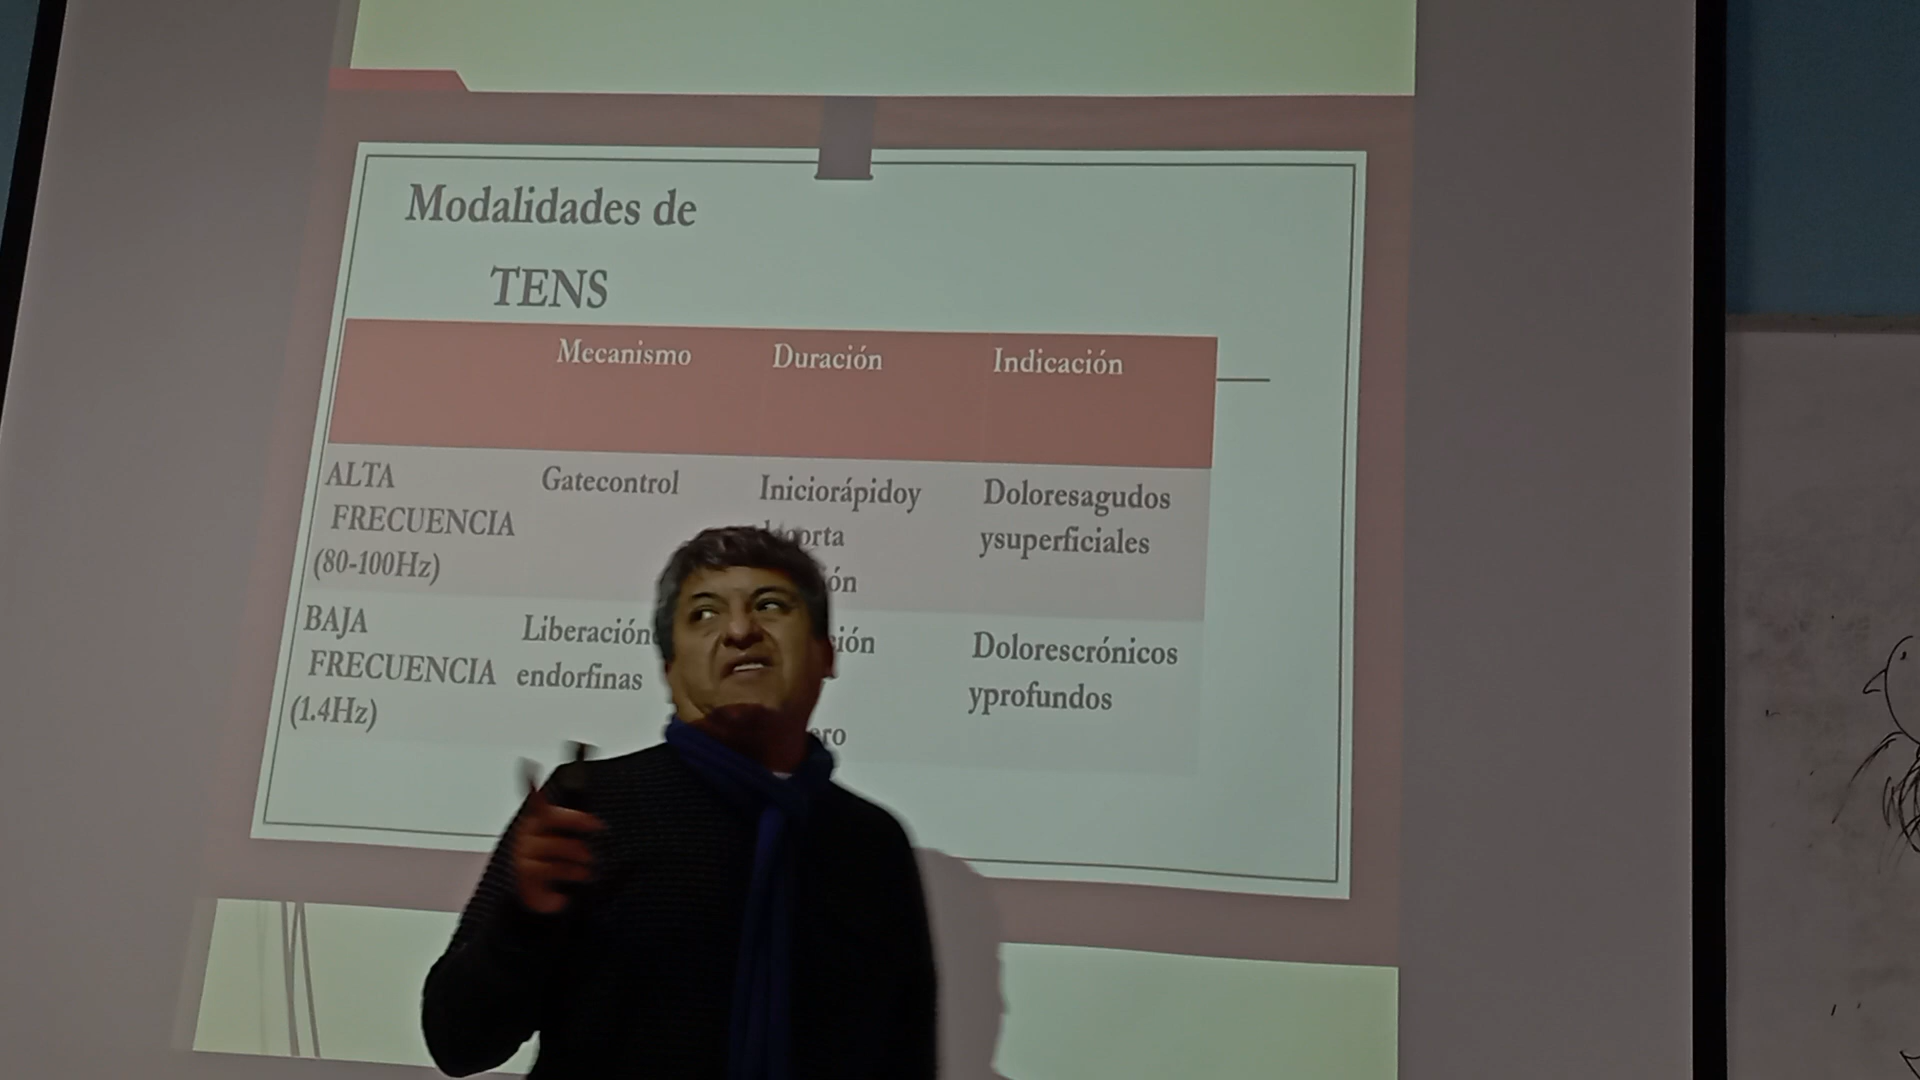 Modalidades de
TENS
Mecanismo Duración Indicación
ALTA
FRECUENCIA
(80-100Hz)
Gatecontrol
Iniciorápidoy
Doloresagudos
ysuperficiales
BAJA
FRECUENCIA
(1.4Hz)
Liberación
endorfinas
Dolorescrónicos
yprofundos